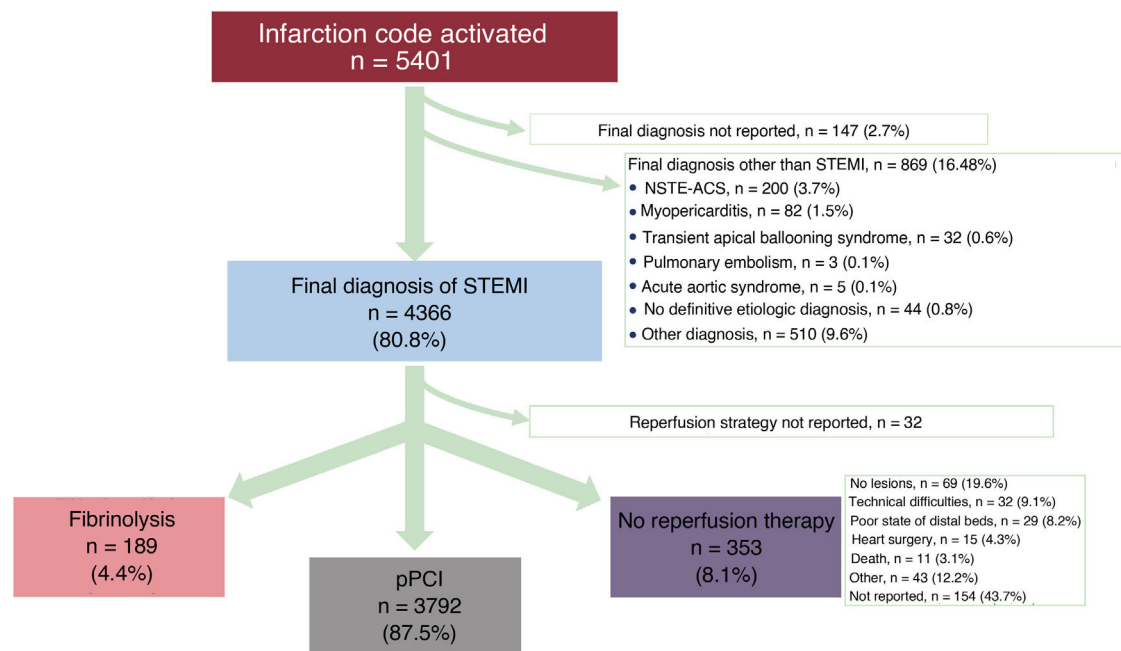 Infarction code activated
n = 5401
Final diagnosis not reported, n = 147 (2.7%)
Final diagnosis other than STEMI, n = 869 (16.48%)
• NSTE-ACS, n = 200 (3.7%)
• Myopericarditis, n = 82 (1.5%)
• Transient apical ballooning syndrome, n = 32 (0.6%)
• Pulmonary embolism, n = 3 (0.1%)
• Acute aortic syndrome, n = 5 (0.1%)
• No definitive etiologic diagnosis, n = 44 (0.8%)
• Other diagnosis, n = 510 (9.6%)
Final diagnosis of STEMI
n = 4366
(80.8%)
Reperfusion strategy not reported, n = 32
Fibrinolysis
n = 189
(4.4%)
pPCI
n = 3792
(87.5%)
No reperfusion therapy
n = 353
(8.1%)
No lesions, n = 69 (19.6%)
Technical difficulties, n = 32 (9.1%)
Poor state of distal beds, n = 29 (8.2%)
Heart surgery, n = 15 (4.3%)
Death, n = 11 (3.1%)
Other, n = 43 (12.2%)
Not reported, n = 154 (43.7%)